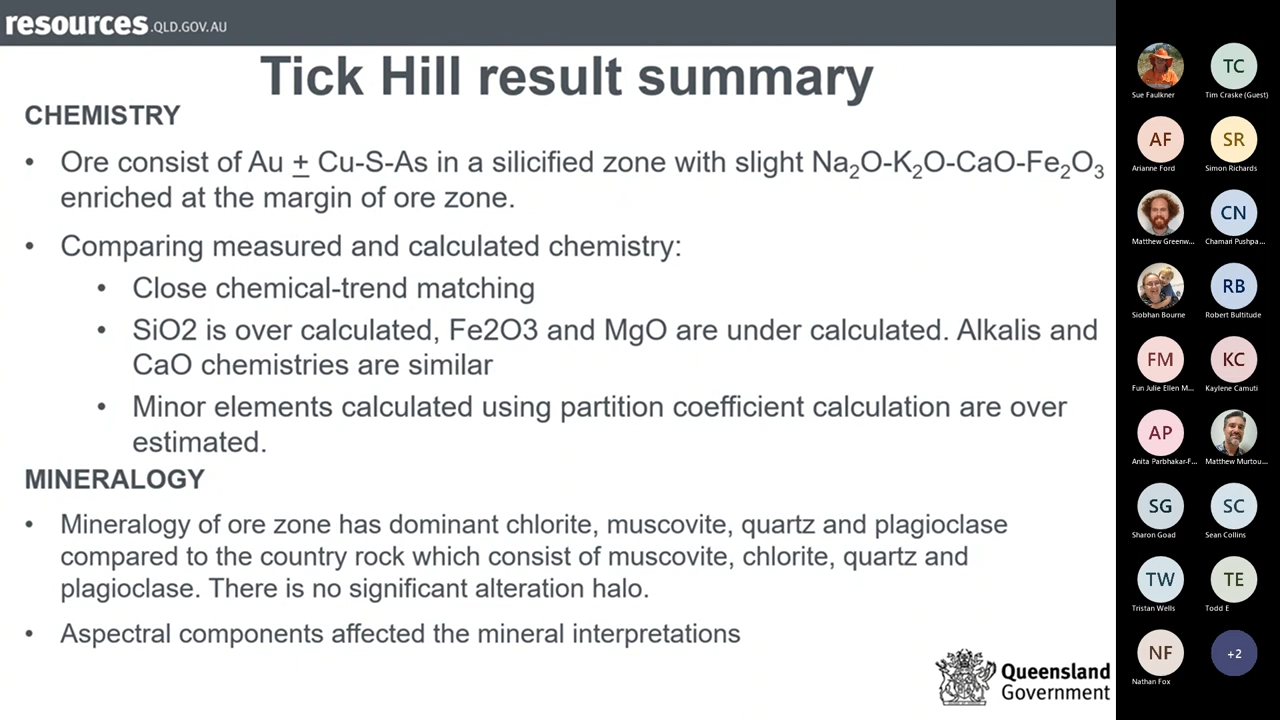 resources.QLD.GOV.AU
Tick Hill result summary
CHEMISTRY
• Ore consist of Au ± Cu-S-As in a silicified zone with slight Na₂O-K₂O-CaO-Fe₂O₃
enriched at the margin of ore zone.
• Comparing measured and calculated chemistry:
• Close chemical-trend matching
• SiO2 is over calculated, Fe2O3 and MgO are under calculated. Alkalis and
CaO chemistries are similar
• Minor elements calculated using partition coefficient calculation are over
estimated.
MINERALOGY
• Mineralogy of ore zone has dominant chlorite, muscovite, quartz and plagioclase
compared to the country rock which consist of muscovite, chlorite, quartz and
plagioclase. There is no significant alteration halo.
• Aspectral components affected the mineral interpretations
Queensland
Government
Sue Faulkner
TC
Tim Craske (Guest)
AF
Arianne Ford
SR
Simon Richards
Matthew Greenw...
CN
Chamari Pushpa...
Siobhan Bourne
RB
Robert Bultitude
FM
Fun Julie Ellen M...
KC
Kaylene Camuti
AP
Anita Parbhakar-F...
Matthew Murtou...
SG
Sharon Goad
SC
Sean Collins
TW
Tristan Wells
TE
Todd E
NF
Nathan Fox
+2